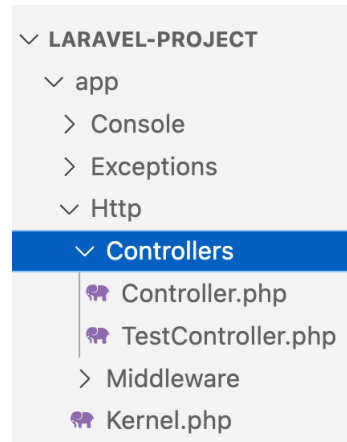 LARAVEL-PROJECT
app
Console
Exceptions
Http
Controllers
Controller.php
TestController.php
Middleware
Kernel.php